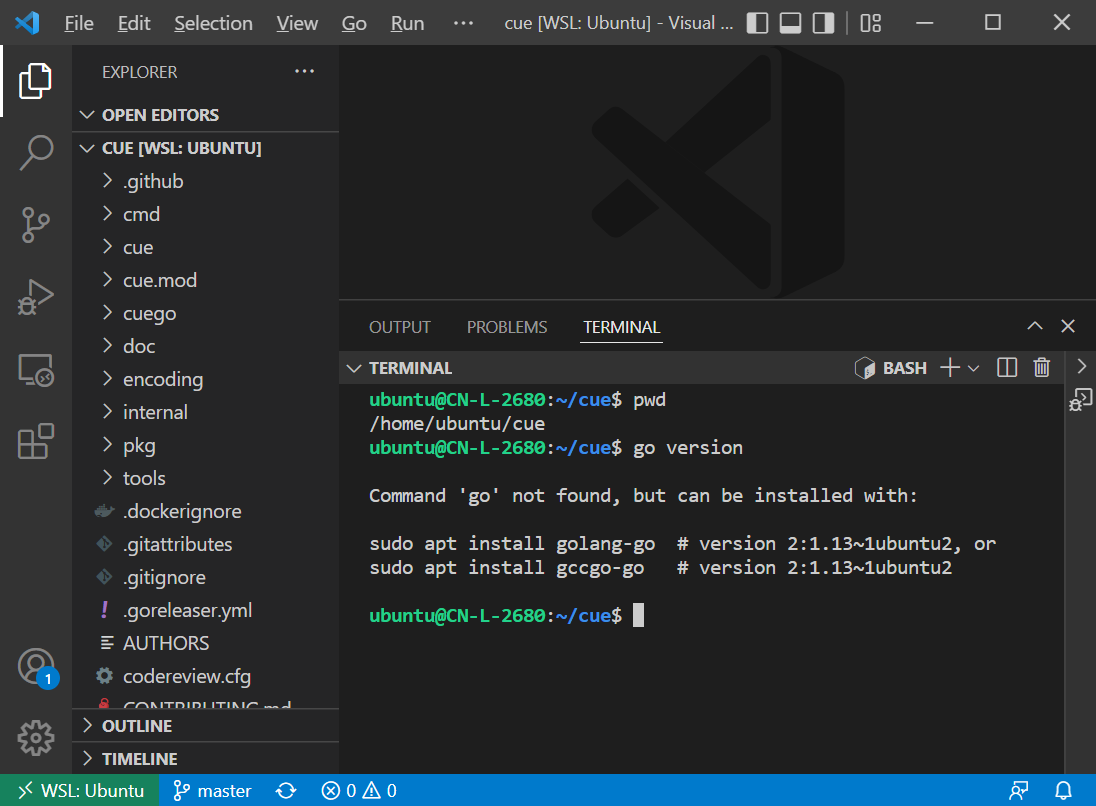 File Edit Selection View Go Run ··· cue [WSL: Ubuntu] - Visual ...
EXPLORER ···
OPEN EDITORS
CUE [WSL: UBUNTU]
.github
cmd
cue
cue.mod
cuego
doc
encoding
internal
pkg
tools
.dockerignore
.gitattributes
.gitignore
! .goreleaser.yml
AUTHORS
codereview.cfg
CONTRIBUTING.md
OUTLINE
TIMELINE
OUTPUT PROBLEMS TERMINAL
TERMINAL BASH
ubuntu@CN-L-2680:~/cue$ pwd
/home/ubuntu/cue
ubuntu@CN-L-2680:~/cue$ go version
Command 'go' not found, but can be installed with:
sudo apt install golang-go # version 2:1.13~1ubuntu2, or
sudo apt install gccgo-go # version 2:1.13~1ubuntu2
ubuntu@CN-L-2680:~/cue$
1
WSL: Ubuntu master 0 0